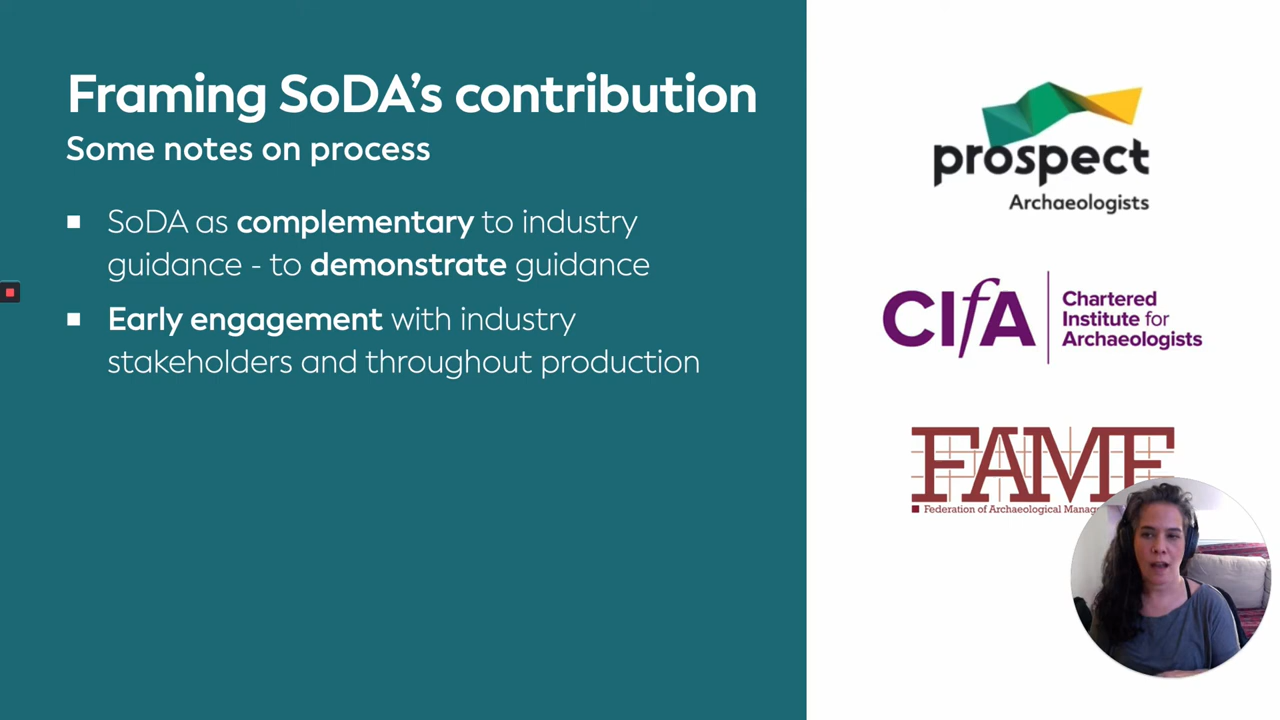 Framing SoDA's contribution
Some notes on process
SoDA as complementary to industry
guidance - to demonstrate guidance
Early engagement with industry
stakeholders and throughout production
prospect
Archaeologists
CIfA
Chartered
Institute for
Archaeologists
FAME
Federation of Archaeological